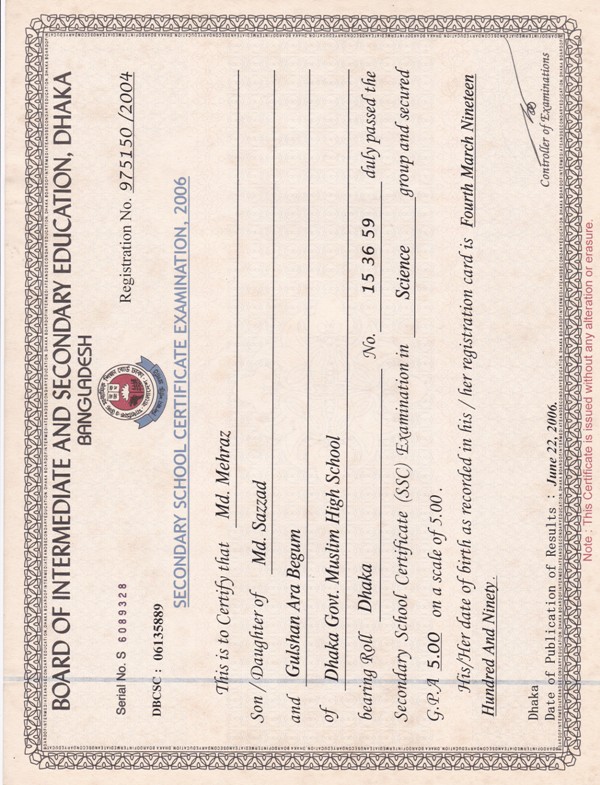 BOARD OF INTERMEDIATE AND SECONDARY EDUCATION, DHAKA
BANGLADESH
Serial No. S 6089328
Registration No. 975150 /2004
DBCSC : 06135889
SECONDARY SCHOOL CERTIFICATE EXAMINATION, 2006
This is to Certify that Md. Mehraz
Son / Daughter of Md. Sazzad
and Gulshan Ara Begum
of Dhaka Govt. Muslim High School
bearing Roll Dhaka No. 15 36 59 duly passed the
Secondary School Certificate (SSC) Examination in Science group and secured
G.P.A 5.00 on a scale of 5.00 .
His/Her date of birth as recorded in his / her registration card is Fourth March Nineteen
Hundred And Ninety.
Dhaka
Date of Publication of Results : June 22, 2006.
Controller of Examinations
Note : This Certificate is issued without any alteration or erasure.